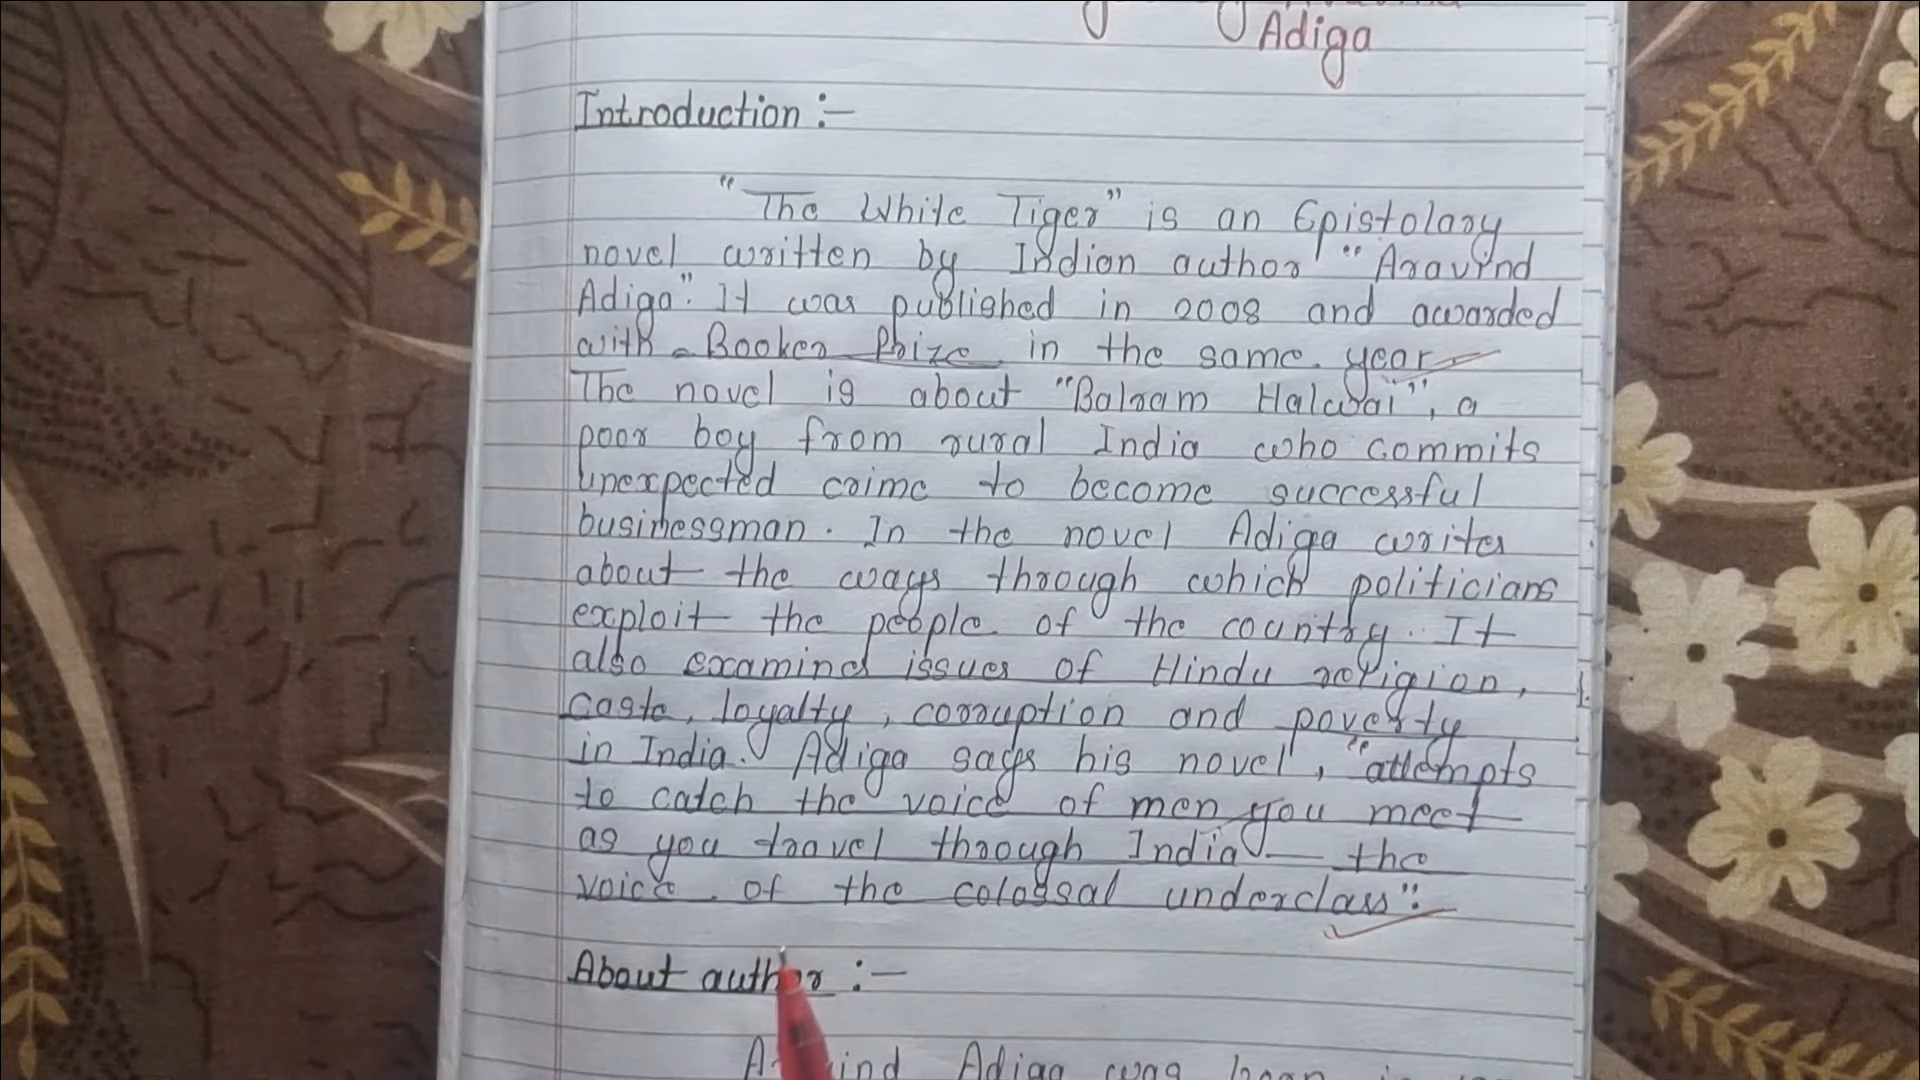 Adiga
Introduction :-
"The White Tiger" is an Epistolary
novel written by Indian author "Aravind
Adiga". It was published in 2008 and awarded
with Booker Prize in the same year
The novel is about "Balram Halwai", a
poor boy from rural India who commits
unexpected crime to become successful
businessman. In the novel Adiga writes
about the ways through which politicians
exploit the people of the country. It
also examined issues of Hindu religion,
caste, loyalty, corruption and poverty
in India. Adiga says his novel, "attempts
to catch the voice of men you meet
as you travel through India — the
voice of the colossal underclass".
About author :-
Adiga was born in